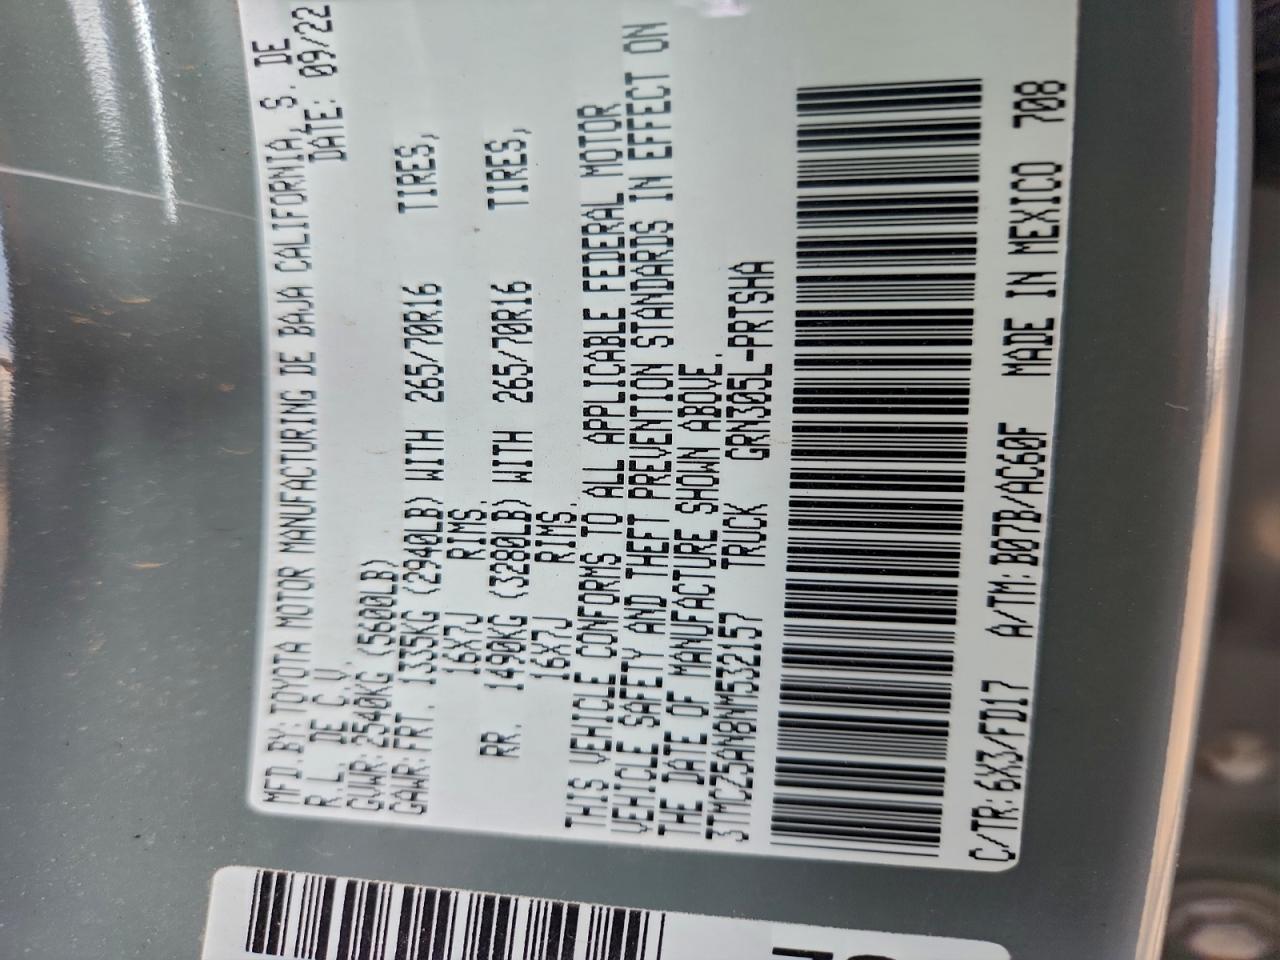 MFD.BY: TOYOTA MOTOR MANUFACTURING DE BAJA CALIFORNIA, S. DE
R.L. DE C.V. DATE: 09/22
GVWR: 2540KG (5600LB)
GAWR: FRT. 1335KG (2940LB) WITH 265/70R16 TIRES,
16X7J RIMS,
RR. 1490KG (3280LB) WITH 265/70R16 TIRES,
16X7J RIMS,
THIS VEHICLE CONFORMS TO ALL APPLICABLE FEDERAL MOTOR
VEHICLE SAFETY AND THEFT PREVENTION STANDARDS IN EFFECT ON
THE DATE OF MANUFACTURE SHOWN ABOVE.
3TMCZ5AN8NM532157 TRUCK GRN305L-PRTSHA
C/TR: 6X3/FD17 A/TM: B07B/AC60F MADE IN MEXICO 708